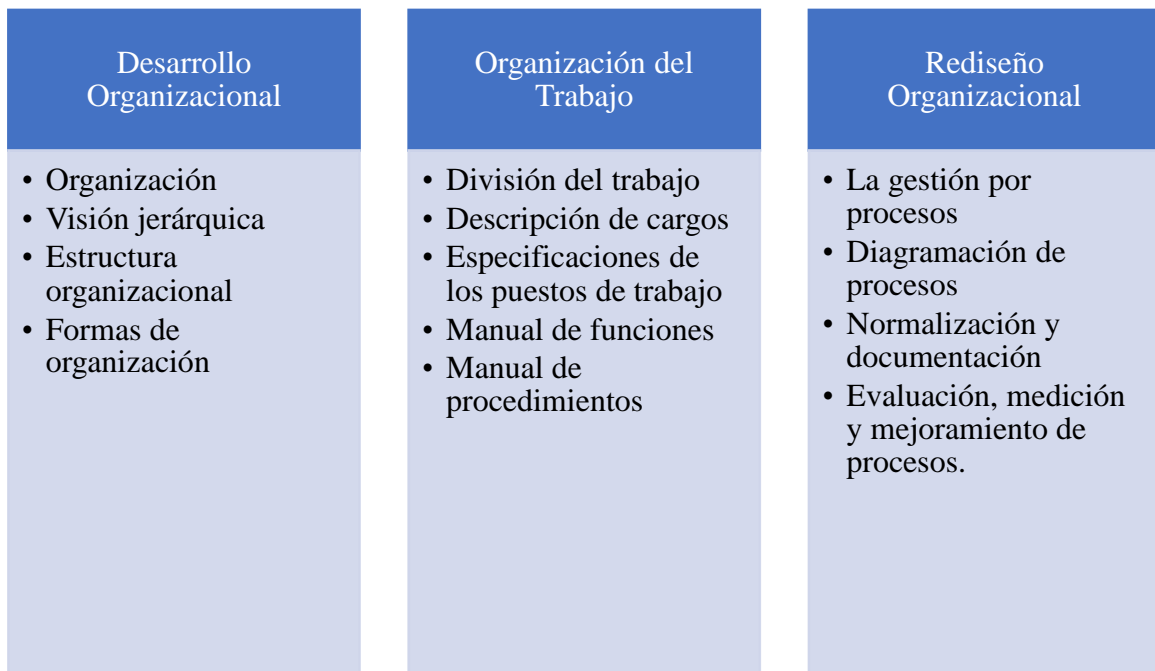 Desarrollo
Organizacional
• Organización
• Visión jerárquica
• Estructura
organizacional
• Formas de
organización
Organización del
Trabajo
• División del trabajo
• Descripción de cargos
• Especificaciones de
los puestos de trabajo
• Manual de funciones
• Manual de
procedimientos
Rediseño
Organizacional
• La gestión por
procesos
• Diagramación de
procesos
• Normalización y
documentación
• Evaluación, medición
y mejoramiento de
procesos.